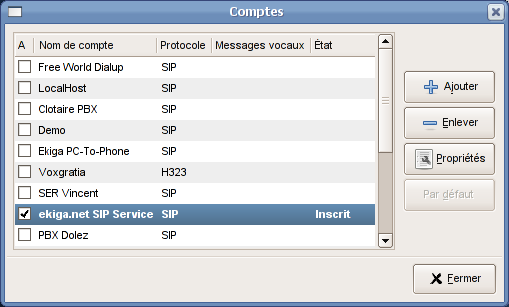 Comptes
A Nom de compte Protocole Messages vocaux État
Free World Dialup SIP
LocalHost SIP
Clotaire PBX SIP
Demo SIP
Ekiga PC-To-Phone SIP
Voxgratia H323
SER Vincent SIP
ekiga.net SIP Service SIP Inscrit
PBX Dolez SIP
Ajouter
Enlever
Propriétés
Par défaut
Fermer